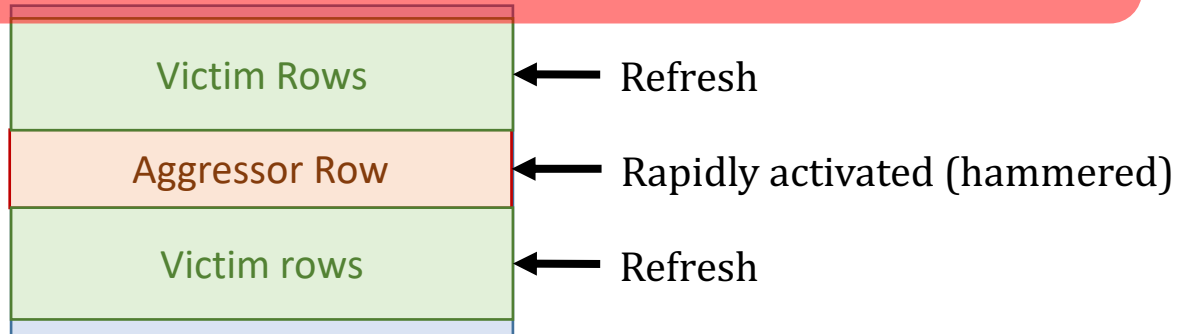 Victim Rows Refresh
Aggressor Row Rapidly activated (hammered)
Victim rows Refresh